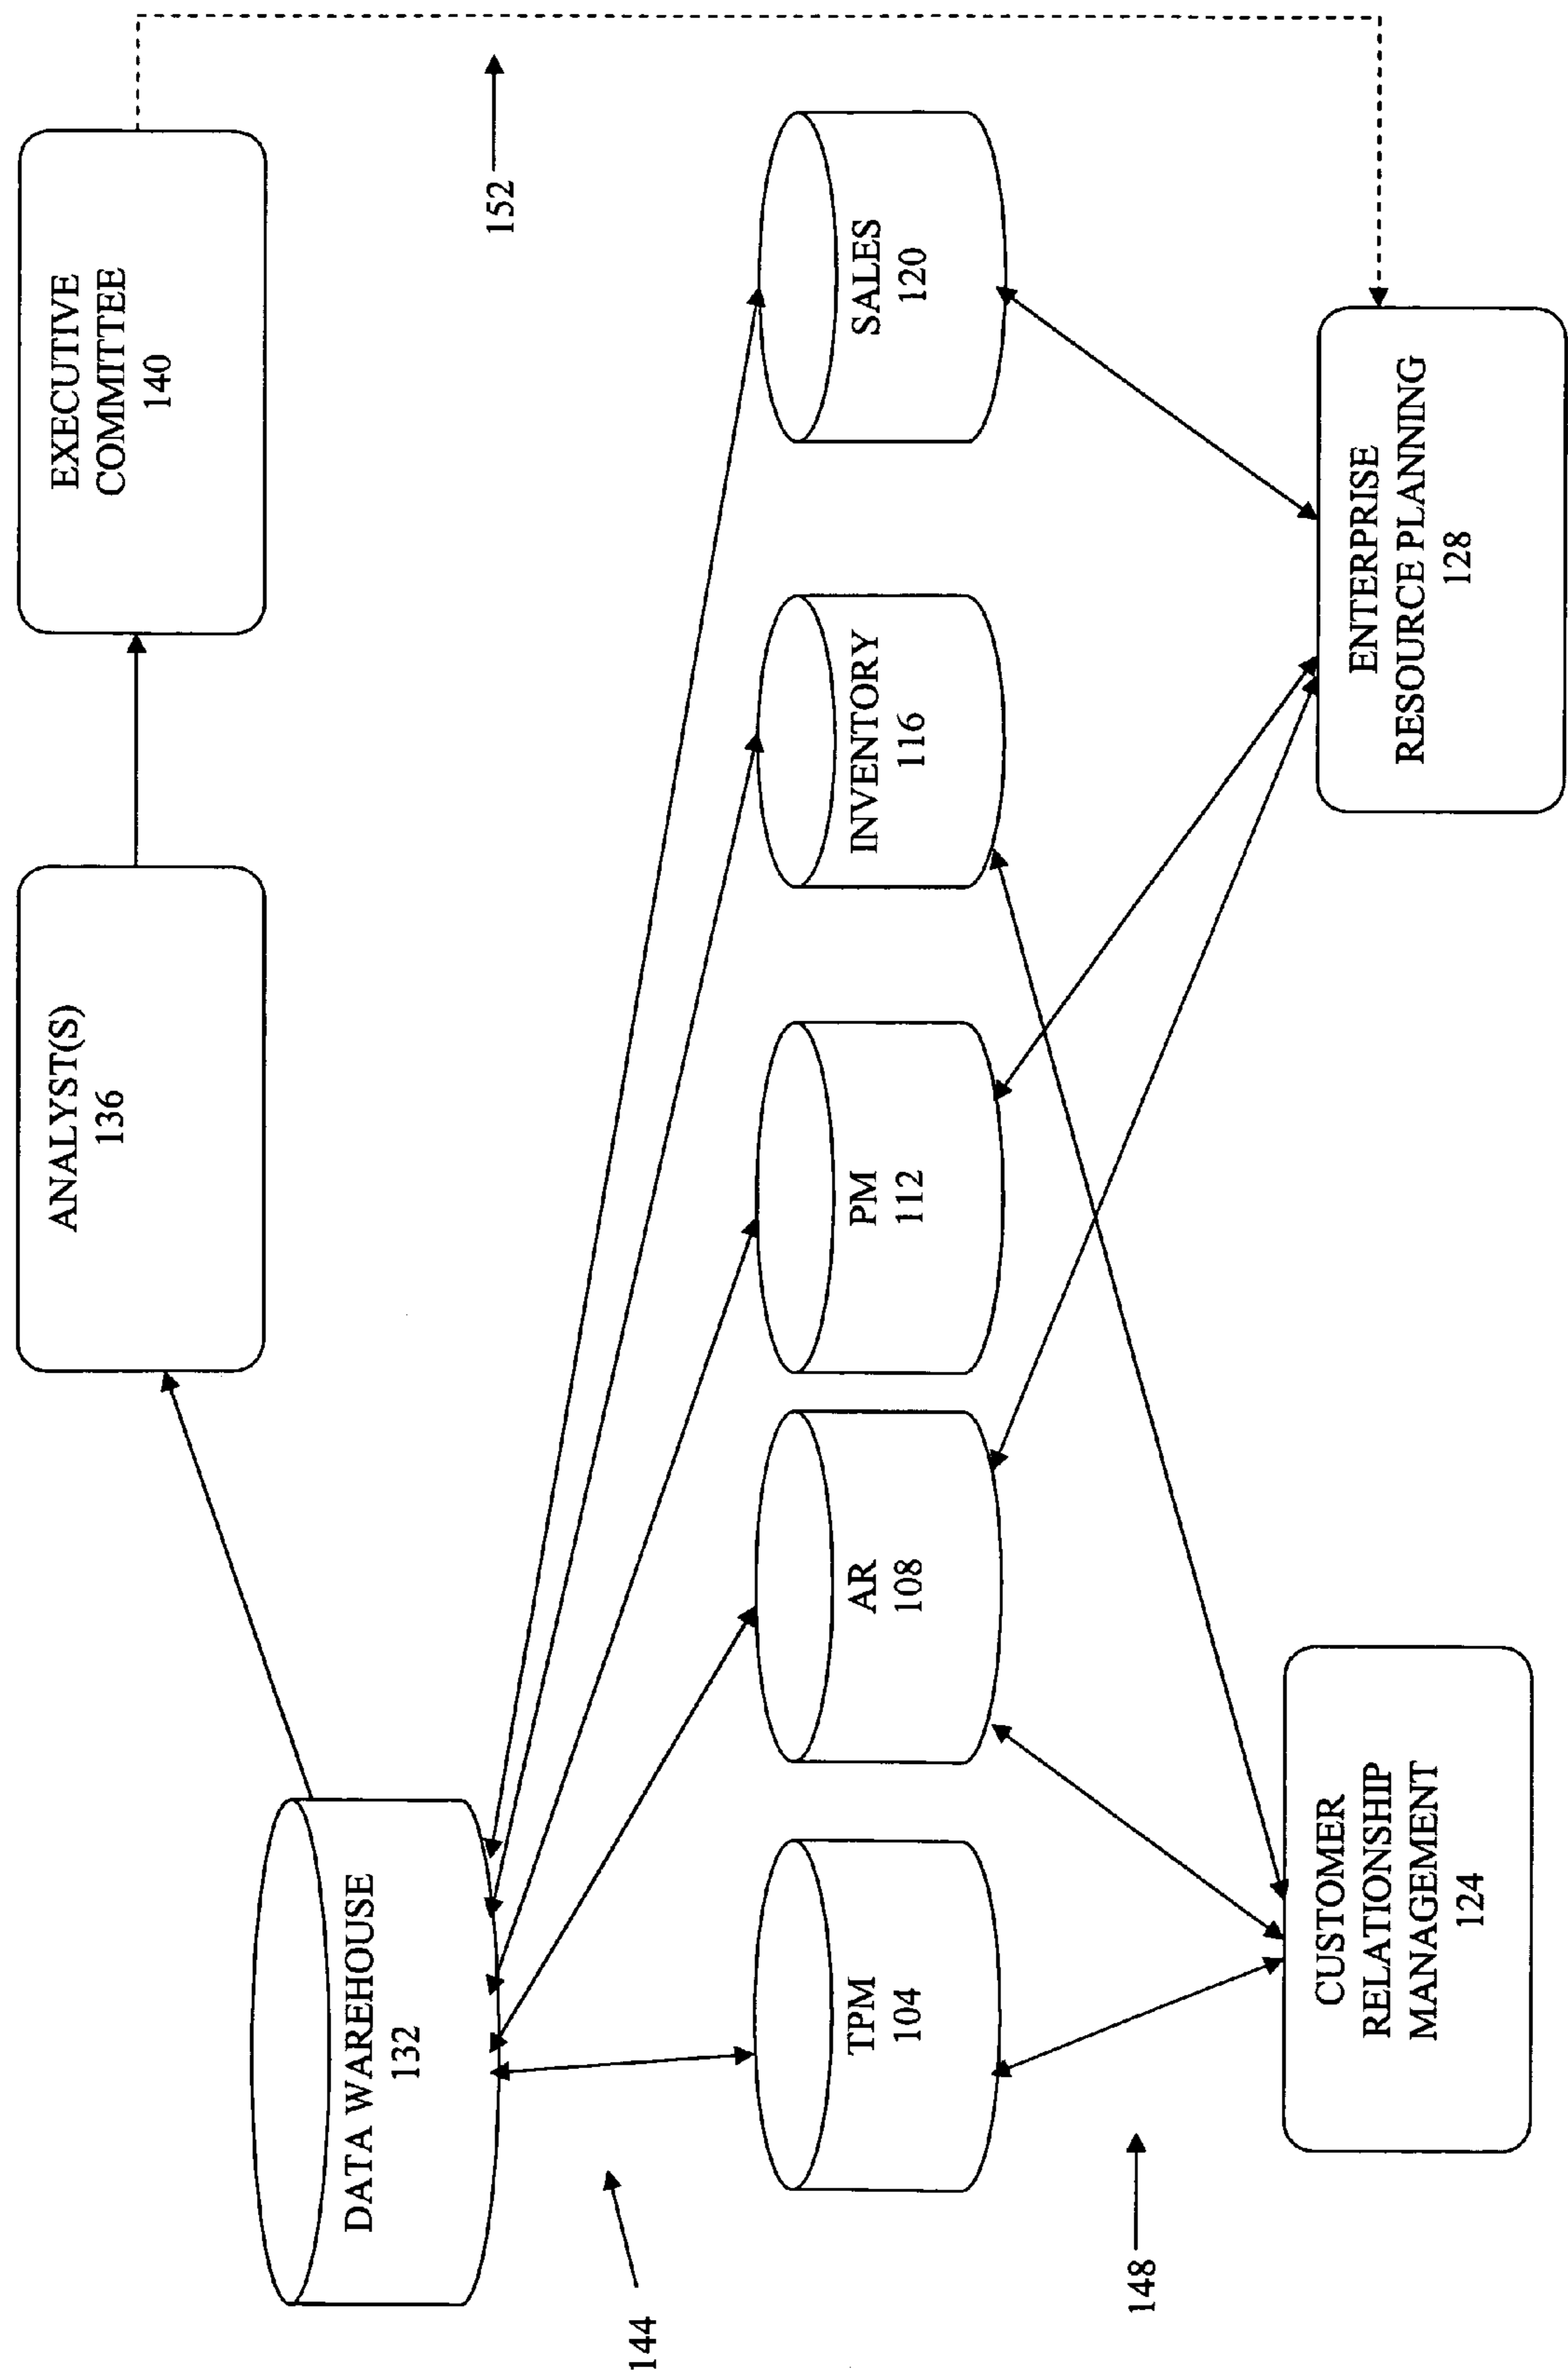 ANALYST(S)
136
EXECUTIVE
COMMITTEE
140
DATA WAREHOUSE
132
152
144
TPM
104
AR
108
PM
112
INVENTORY
116
SALES
120
148
CUSTOMER
RELATIONSHIP
MANAGEMENT
124
ENTERPRISE
RESOURCE PLANNING
128